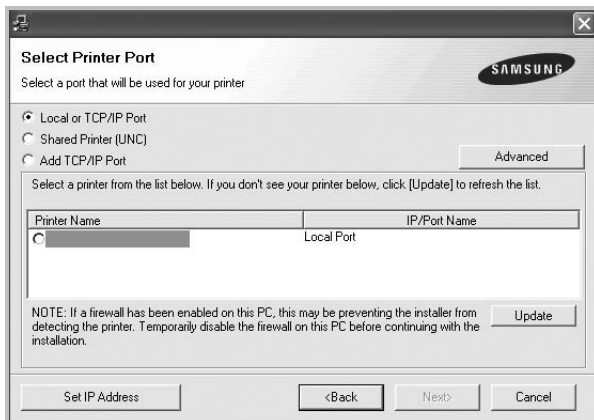 Select Printer Port
Select a port that will be used for your printer
SAMSUNG
Local or TCP/IP Port
Shared Printer (UNC)
Add TCP/IP Port
Advanced
Select a printer from the list below. If you don't see your printer below, click [Update] to refresh the list.
Printer Name IP/Port Name
Local Port
NOTE: If a firewall has been enabled on this PC, this may be preventing the installer from
detecting the printer. Temporarily disable the firewall on this PC before continuing with the
installation.
Update
Set IP Address <Back Next> Cancel